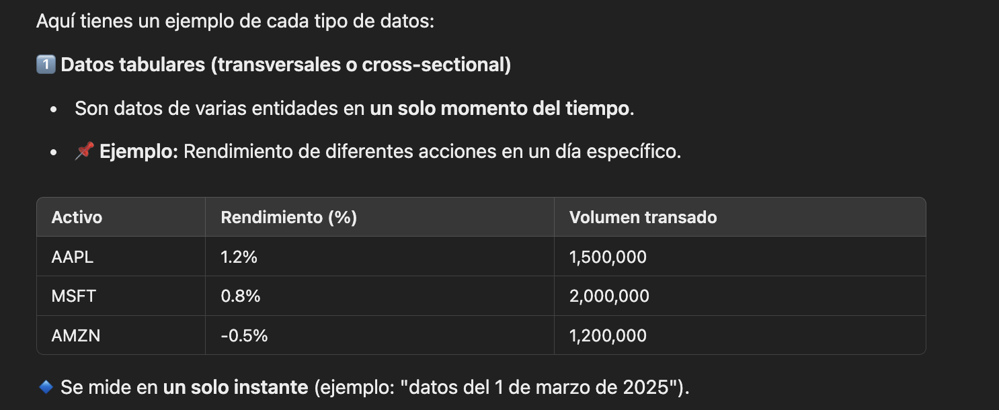 Aquí tienes un ejemplo de cada tipo de datos:
1️⃣ Datos tabulares (transversales o cross-sectional)
• Son datos de varias entidades en un solo momento del tiempo.
• 📌 Ejemplo: Rendimiento de diferentes acciones en un día específico.
Activo Rendimiento (%) Volumen transado
AAPL 1.2% 1,500,000
MSFT 0.8% 2,000,000
AMZN -0.5% 1,200,000
🔹 Se mide en un solo instante (ejemplo: "datos del 1 de marzo de 2025").